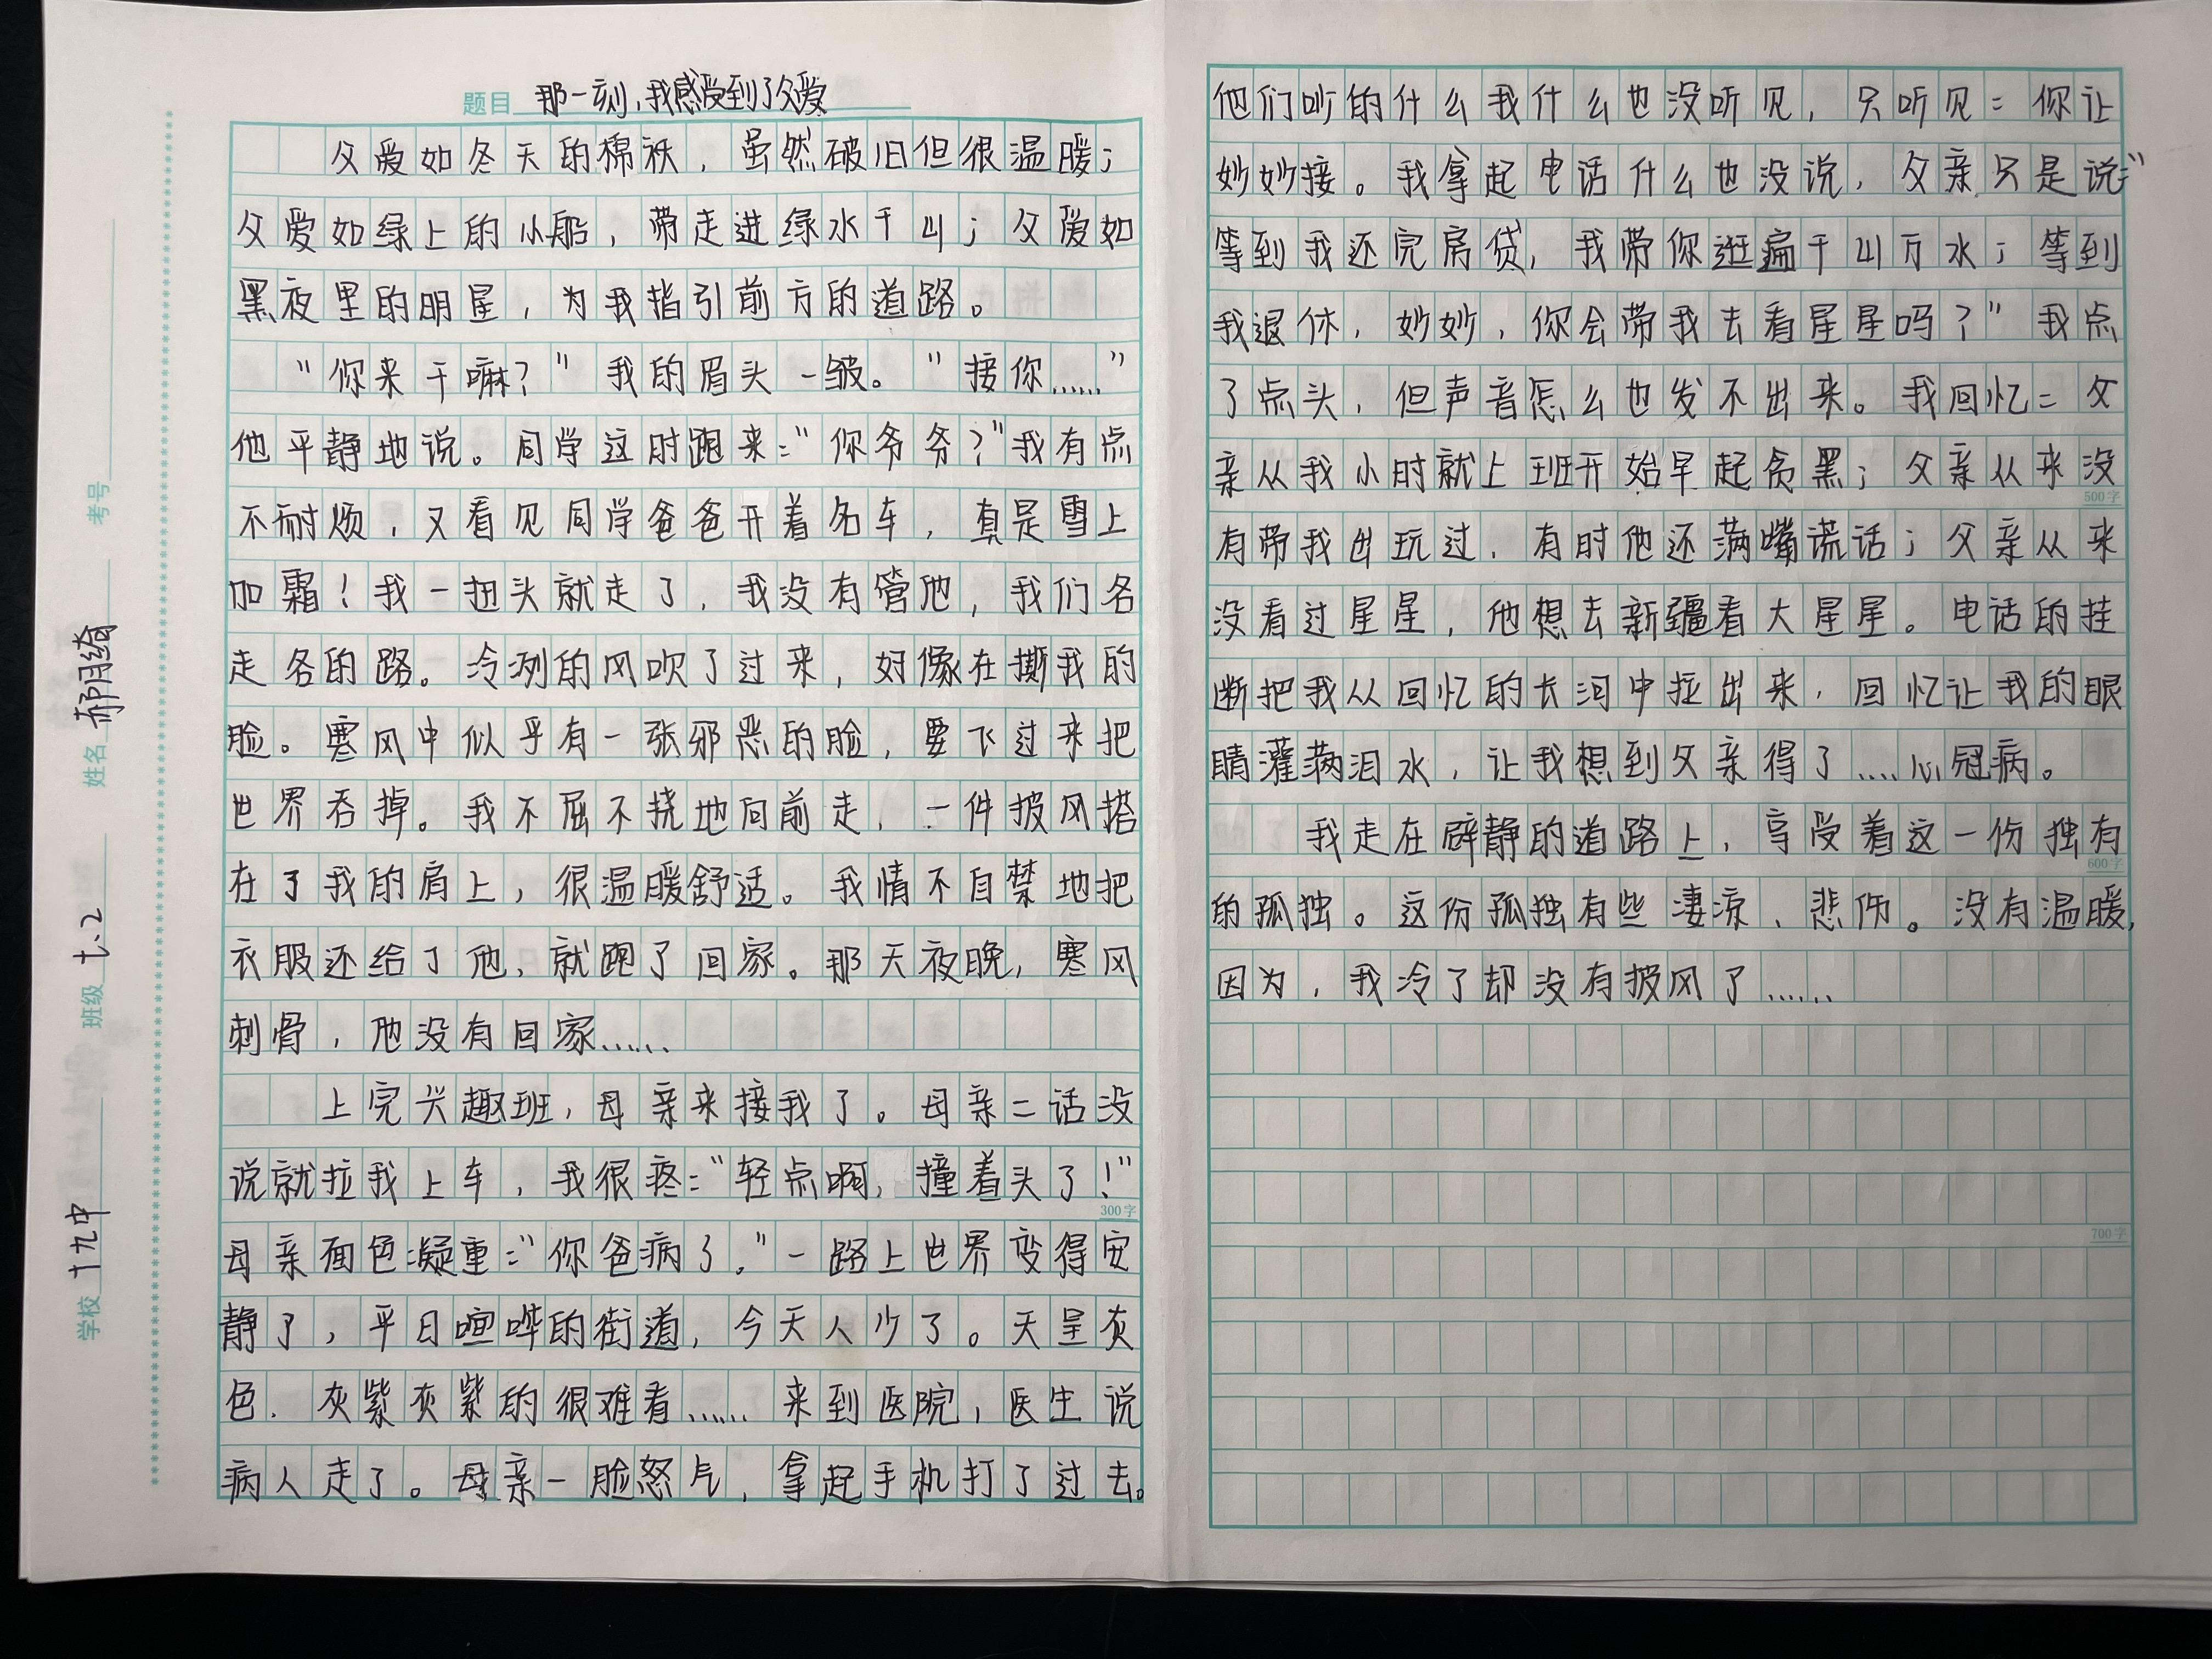 题目 那一刻，我感受到了父爱
父爱如冬天的棉袄，虽然破旧但很温暖；
父爱如绿上的小船，带走进绿水千山；父爱如
黑夜里的明星，为我指引前方的道路。
“你来干嘛？”我的眉头一皱。“接你……”
他平静地说。同学这时跑来：“你爷爷？”我有点
不耐烦，又看见同学爸爸开着名车，真是雪上
加霜！我一扭头就走了，我没有管他，我们各
走各的路。冷冽的风吹了过来，好像在撕我的
脸。寒风中似乎有一张邪恶的脸，要飞过来把
世界吞掉。我不屈不挠地向前走，一件披风搭
在了我的肩上，很温暖舒适。我情不自禁地把
衣服还给了他，就跑了回家。那天夜晚，寒风
刺骨，他没有回家……
上完兴趣班，母亲来接我了。母亲二话没
说就拉我上车，我很疼：“轻点啊，撞着头了！”
300字
母亲面色凝重：“你爸病了。”一路上世界变得安
静了，平日喧哗的街道，今天人少了。天呈灰
色．灰紫灰紫的很难看……来到医院，医生说
病人走了。母亲一脸怒气，拿起手机打了过去。
学校 十九中 班级 七、2 姓名 郝玥绮 考号
他们吵的什么我什么也没听见，只听见：你让
妙妙接。我拿起电话什么也没说，父亲只是说：“
等到我还完房贷，我带你逛遍千山万水；等到
我退休，妙妙，你会带我去看星星吗？”我点
了点头，但声音怎么也发不出来。我回忆：父
亲从我小时就上班开始早起贪黑；父亲从来没
500字
有带我出玩过，有时他还满嘴谎话；父亲从来
没看过星星，他想去新疆看大星星。电话的挂
断把我从回忆的长河中拉出来，回忆让我的眼
睛灌满泪水，让我想到父亲得了……心冠病。
我走在辟静的道路上，享受着这一份独有
600字
的孤独。这份孤独有些凄凉、悲伤。没有温暖，
因为，我冷了却没有披风了……
700字